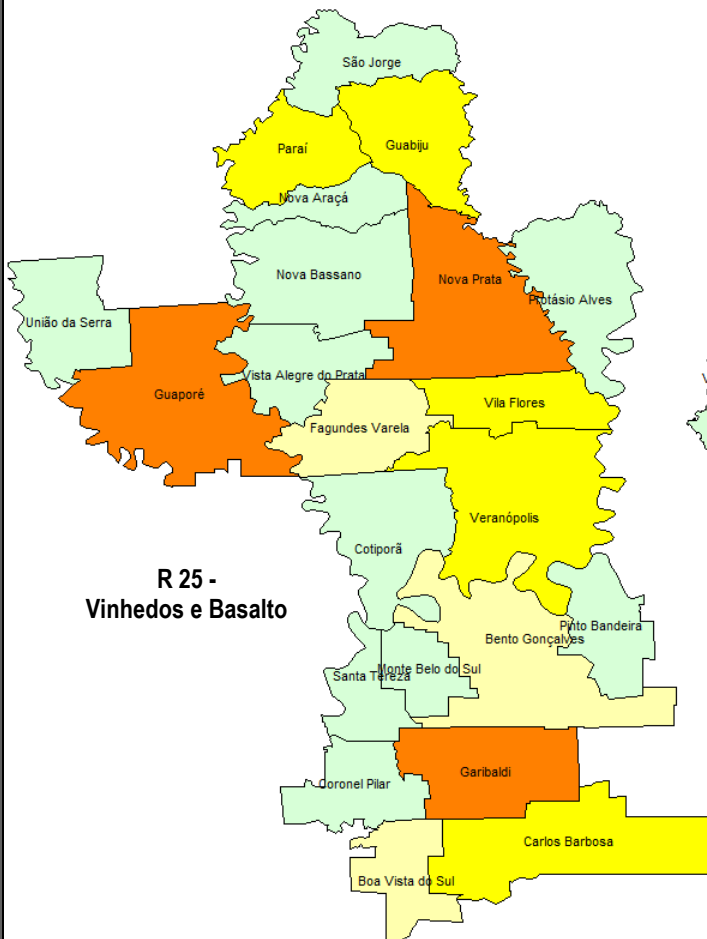 São Jorge
Paraí
Guabiju
Nova Araçá
Nova Bassano
Nova Prata
Protásio Alves
União da Serra
Guaporé
Vista Alegre do Prata
Vila Flores
Fagundes Varela
Veranópolis
Cotiporã
R 25 -
Vinhedos e Basalto
Bento Gonçalves
Pinto Bandeira
Santa Tereza
Monte Belo do Sul
Coronel Pilar
Garibaldi
Carlos Barbosa
Boa Vista do Sul